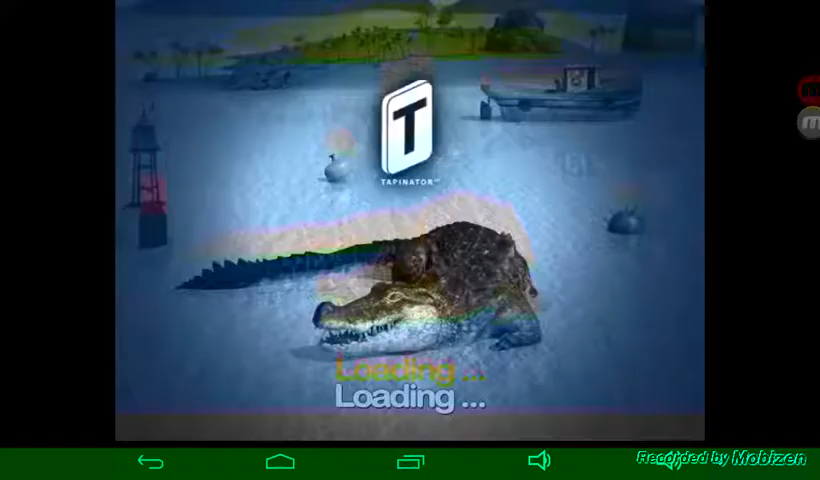 T
TAPINATOR
Loading ...
Loading ...
Recorded by Mobizen